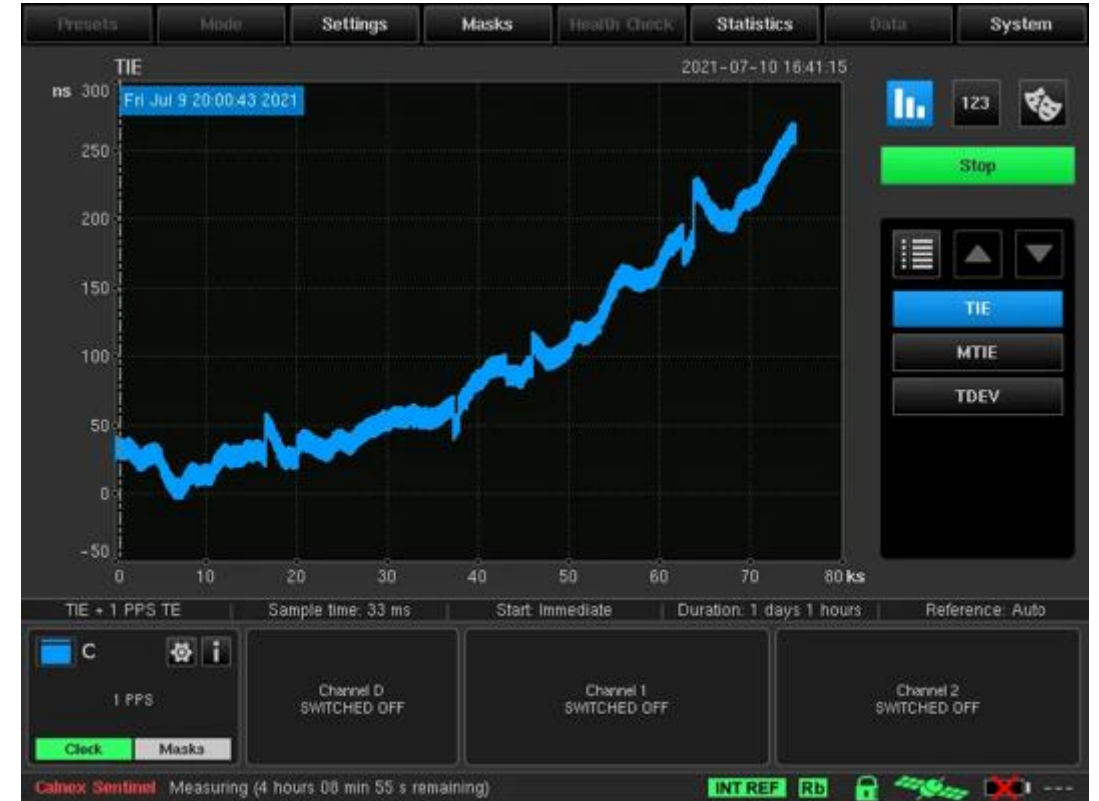 Presets Mode Settings Masks Health Check Statistics Data System
TIE 2021-07-10 16:41:15
ns 300
Fri Jul 9 20:00:43 2021
123
250
Stop
200
150
TIE
100
MTIE
TDEV
50
0
-50
0 10 20 30 40 50 60 70 80 ks
TIE + 1 PPS TE | Sample time: 33 ms | Start: Immediate | Duration: 1 days 1 hours | Reference: Auto
C i
1 PPS
Clock Masks
Channel D
SWITCHED OFF
Channel 1
SWITCHED OFF
Channel 2
SWITCHED OFF
Calnex Sentinel Measuring (4 hours 08 min 55 s remaining) INT REF Rb ---